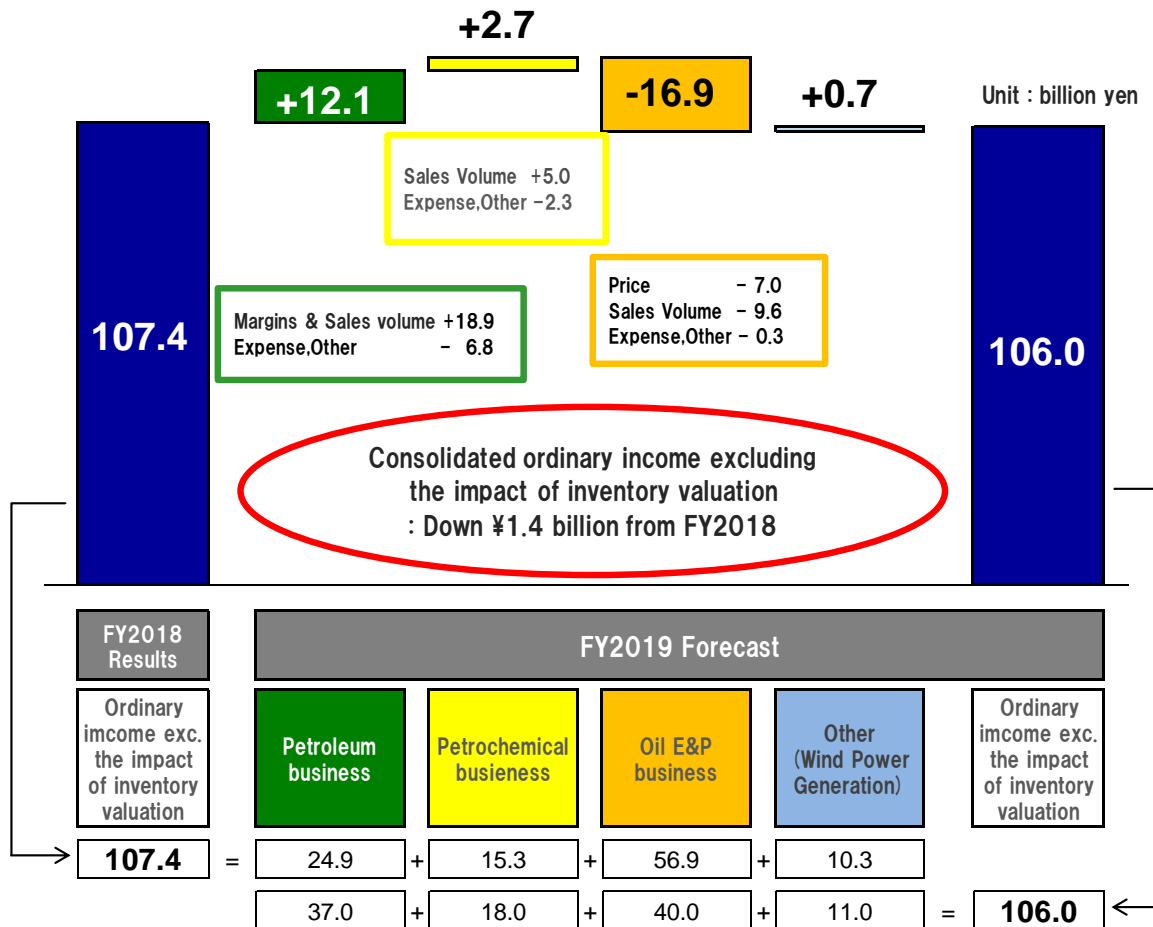 +2.7
+12.1
-16.9
+0.7
Unit : billion yen
Sales Volume +5.0
Expense,Other -2.3
107.4
Margins & Sales volume +18.9
Expense,Other - 6.8
Price - 7.0
Sales Volume - 9.6
Expense,Other - 0.3
106.0
Consolidated ordinary income excluding
the impact of inventory valuation
: Down ¥1.4 billion from FY2018
FY2018
Results
FY2019 Forecast
Ordinary
imcome exc.
the impact
of inventory
valuation
Petroleum
business
Petrochemical
busieness
Oil E&P
business
Other
(Wind Power
Generation)
Ordinary
imcome exc.
the impact
of inventory
valuation
107.4 = 24.9 + 15.3 + 56.9 + 10.3
37.0 + 18.0 + 40.0 + 11.0 = 106.0